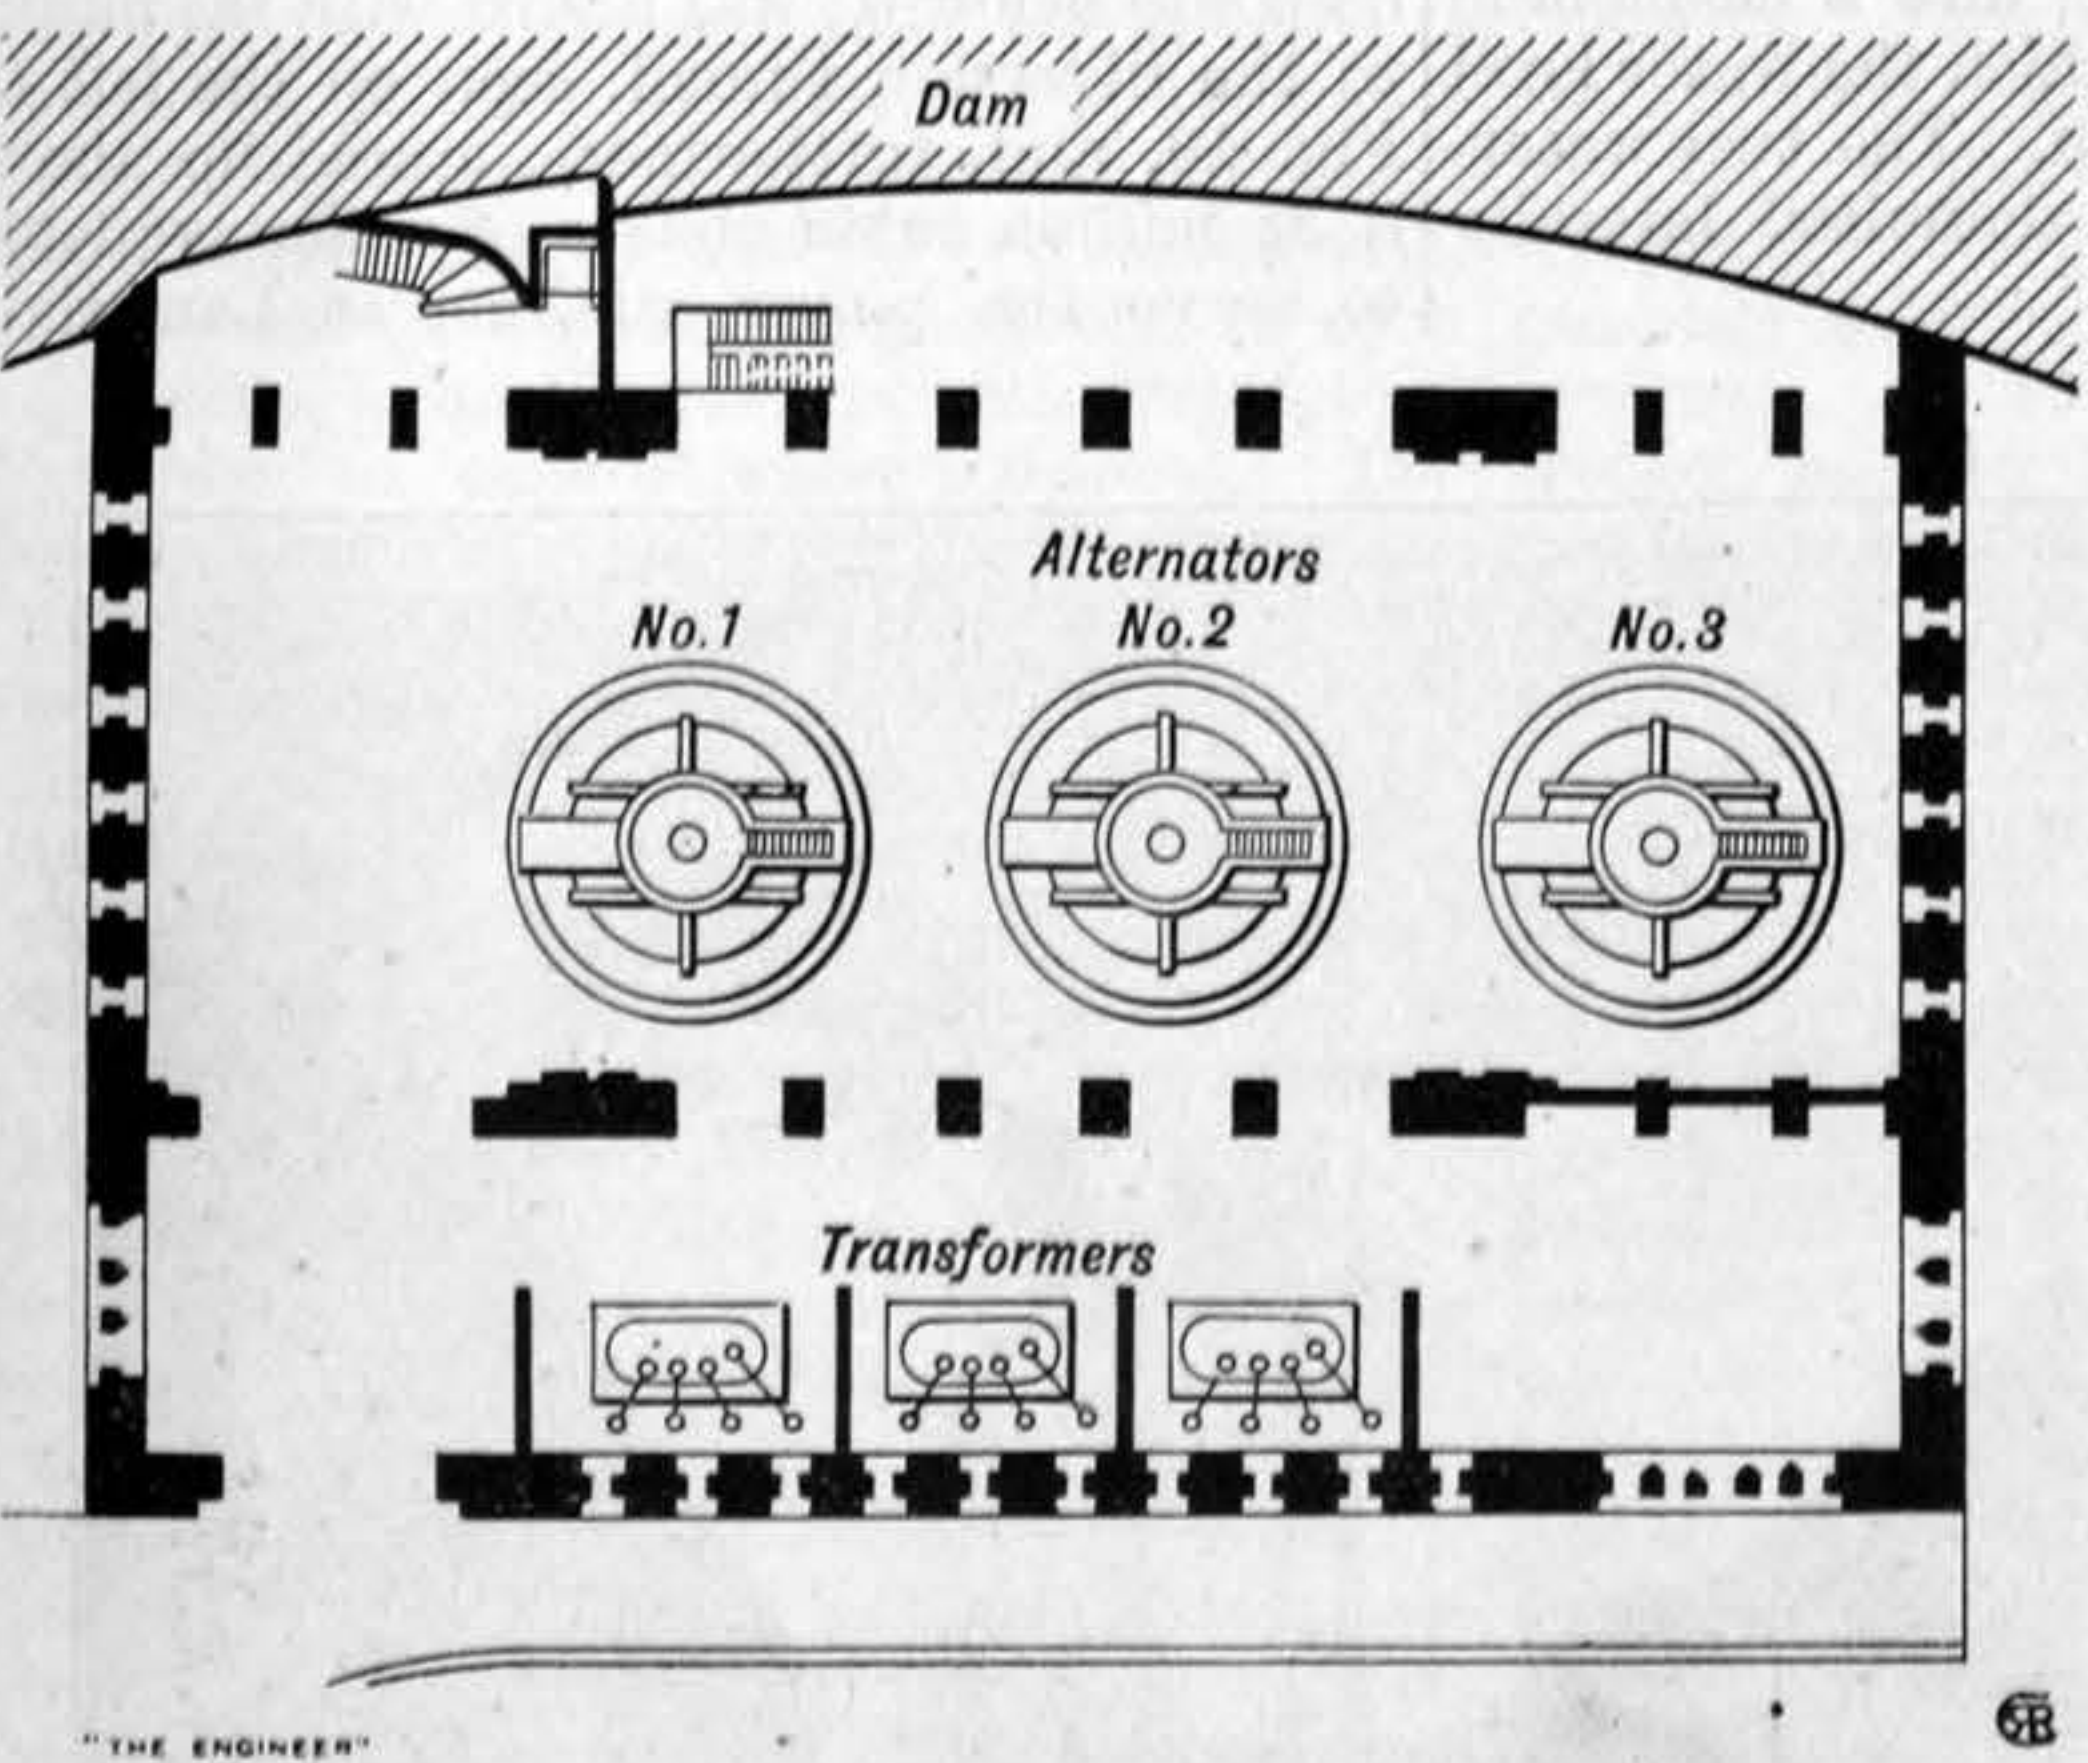 Dam
Alternators
No.1 No.2 No.3
Transformers
"THE ENGINEER"